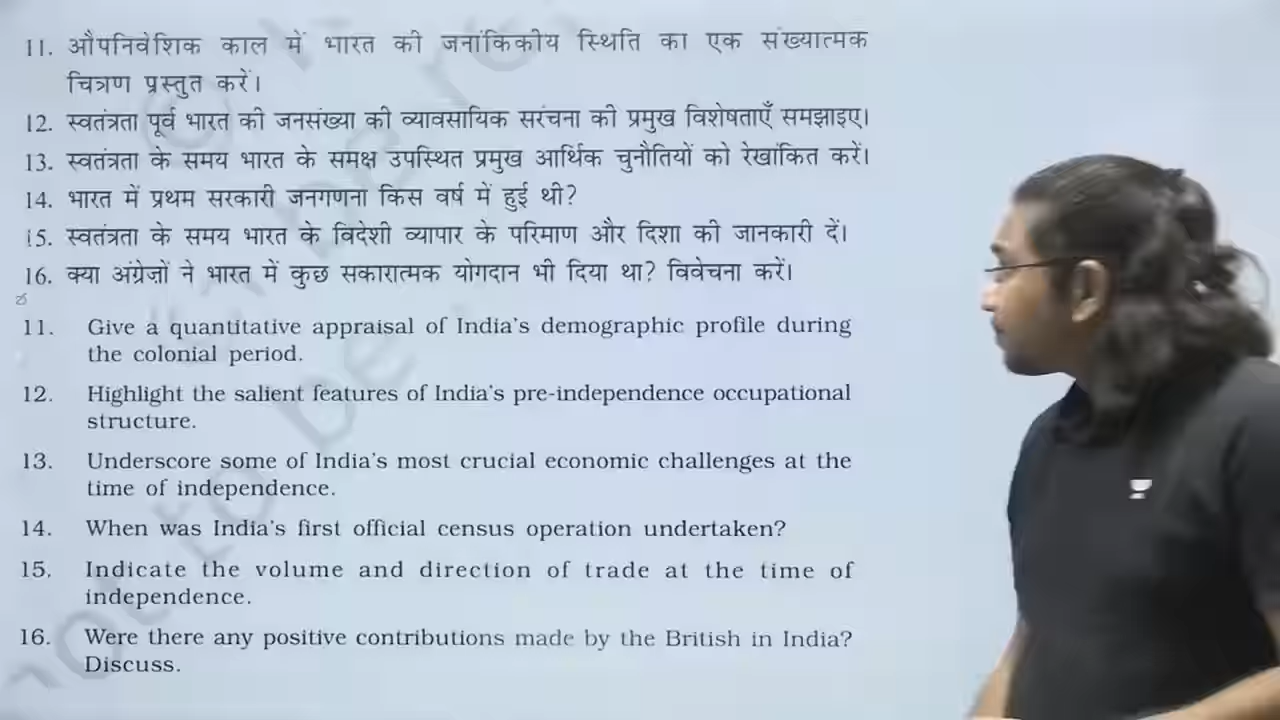 11. औपनिवेशिक काल में भारत की जनांकिकीय स्थिति का एक संख्यात्मक
चित्रण प्रस्तुत करें।
12. स्वतंत्रता पूर्व भारत की जनसंख्या की व्यावसायिक सरंचना की प्रमुख विशेषताएँ समझाइए।
13. स्वतंत्रता के समय भारत के समक्ष उपस्थित प्रमुख आर्थिक चुनौतियों को रेखांकित करें।
14. भारत में प्रथम सरकारी जनगणना किस वर्ष में हुई थी?
15. स्वतंत्रता के समय भारत के विदेशी व्यापार के परिमाण और दिशा की जानकारी दें।
16. क्या अंग्रेज़ों ने भारत में कुछ सकारात्मक योगदान भी दिया था? विवेचना करें।
11. Give a quantitative appraisal of India's demographic profile during
the colonial period.
12. Highlight the salient features of India's pre-independence occupational
structure.
13. Underscore some of India's most crucial economic challenges at the
time of independence.
14. When was India's first official census operation undertaken?
15. Indicate the volume and direction of trade at the time of
independence.
16. Were there any positive contributions made by the British in India?
Discuss.
not to be re